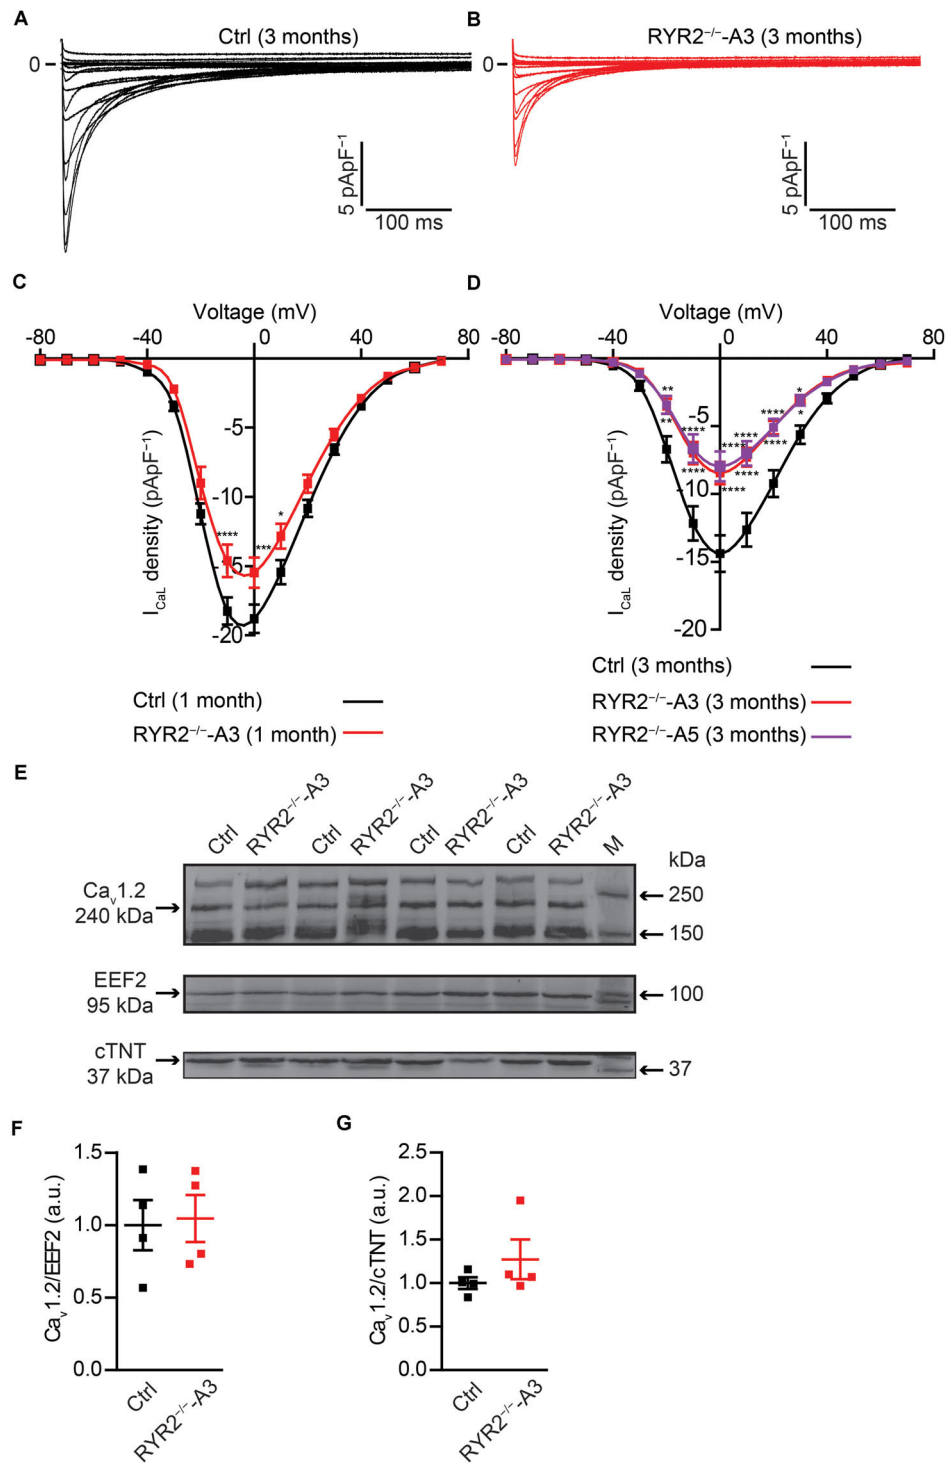 A
Ctrl (3 months)
0
5 pApF⁻¹
100 ms
B
RYR2⁻/⁻-A3 (3 months)
0
5 pApF⁻¹
100 ms
C
Voltage (mV)
-80 -40 0 40 80
-5
-10
-15
-20
I_CaL density (pApF⁻¹)
**** *** *
Ctrl (1 month)
RYR2⁻/⁻-A3 (1 month)
D
Voltage (mV)
-80 -40 0 40 80
-5
-10
-15
-20
I_CaL density (pApF⁻¹)
** **** **** **** *
** **** **** **** **** *
Ctrl (3 months)
RYR2⁻/⁻-A3 (3 months)
RYR2⁻/⁻-A5 (3 months)
E
Ctrl RYR2⁻/⁻-A3 Ctrl RYR2⁻/⁻-A3 Ctrl RYR2⁻/⁻-A3 Ctrl RYR2⁻/⁻-A3 M
kDa
Caᵥ1.2
240 kDa
250
150
EEF2
95 kDa
100
cTNT
37 kDa
37
F
Caᵥ1.2/EEF2 (a.u.)
1.5
1.0
0.5
0.0
Ctrl RYR2⁻/⁻-A3
G
Caᵥ1.2/cTNT (a.u.)
2.5
2.0
1.5
1.0
0.5
0.0
Ctrl RYR2⁻/⁻-A3